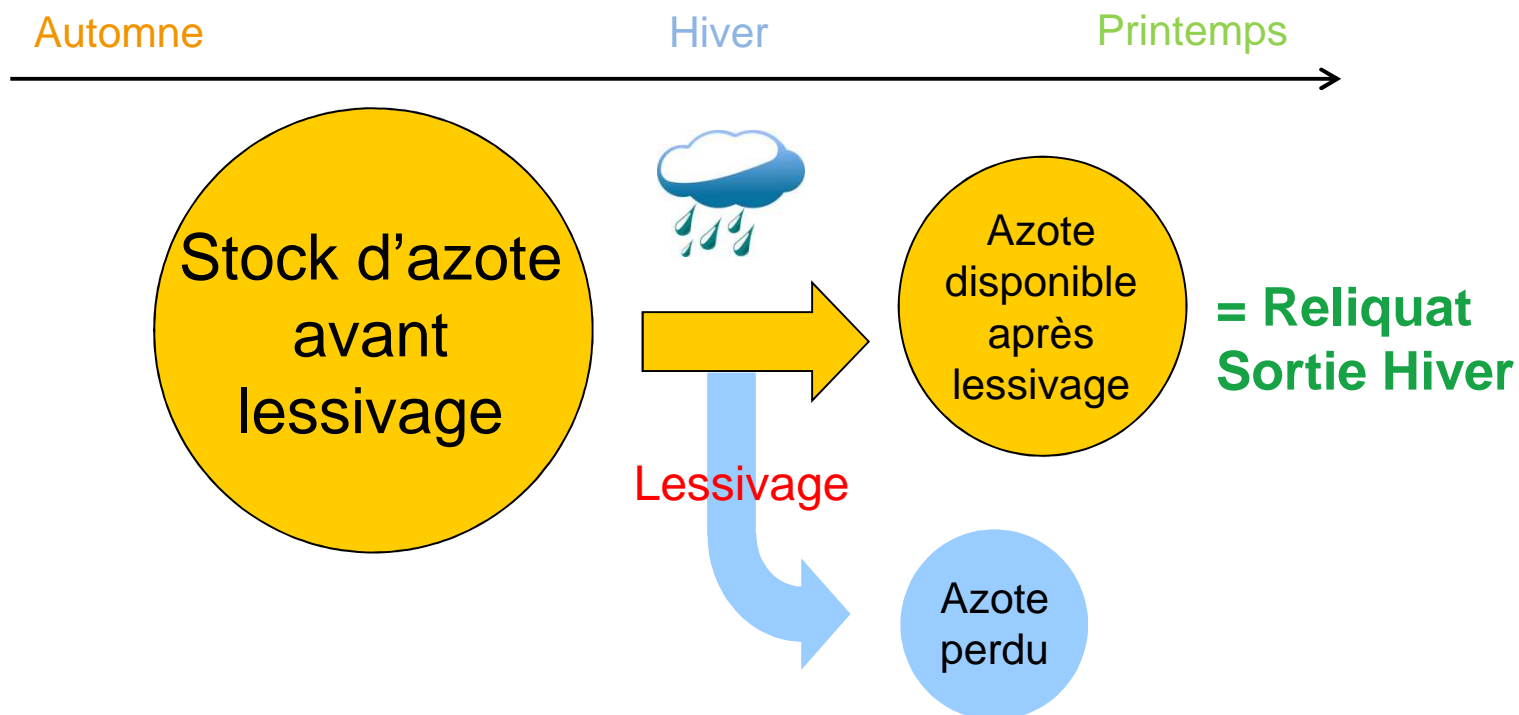 Automne
Hiver
Printemps
Stock d’azote
avant
lessivage
Azote
disponible
après
lessivage
= Reliquat
Sortie Hiver
Lessivage
Azote
perdu